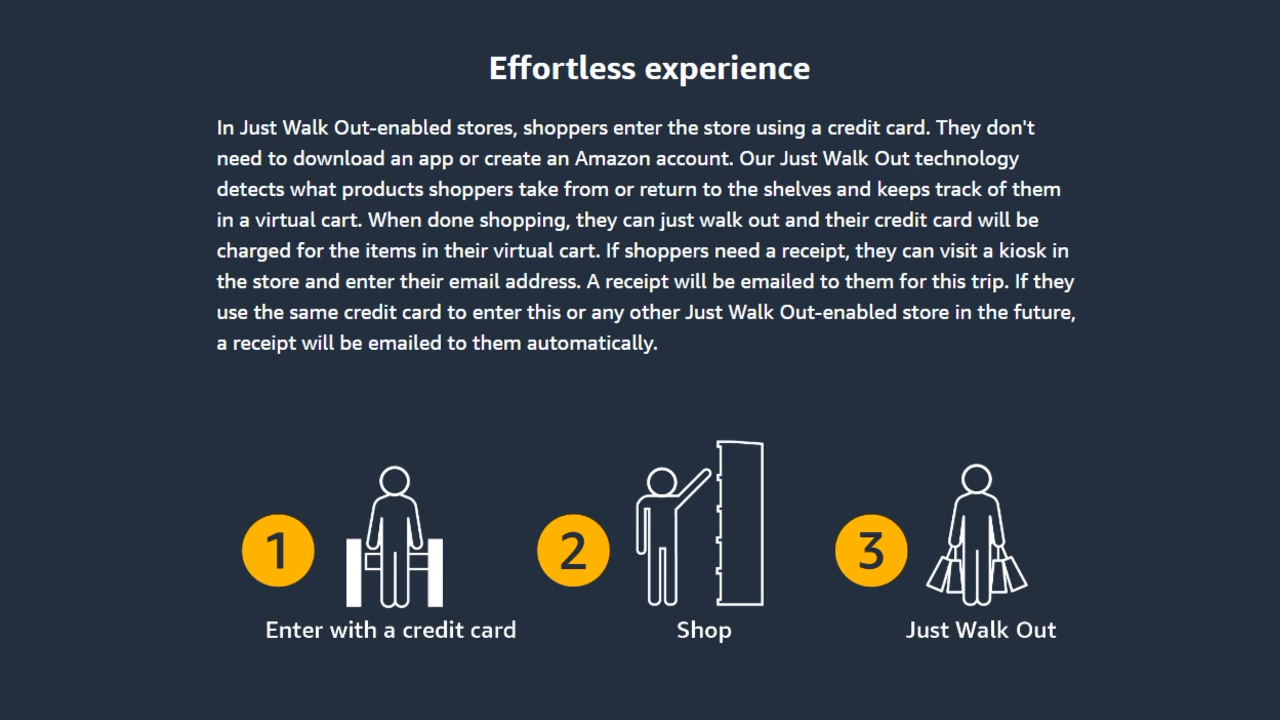 Effortless experience
In Just Walk Out-enabled stores, shoppers enter the store using a credit card. They don't
need to download an app or create an Amazon account. Our Just Walk Out technology
detects what products shoppers take from or return to the shelves and keeps track of them
in a virtual cart. When done shopping, they can just walk out and their credit card will be
charged for the items in their virtual cart. If shoppers need a receipt, they can visit a kiosk in
the store and enter their email address. A receipt will be emailed to them for this trip. If they
use the same credit card to enter this or any other Just Walk Out-enabled store in the future,
a receipt will be emailed to them automatically.
1
Enter with a credit card
2
Shop
3
Just Walk Out